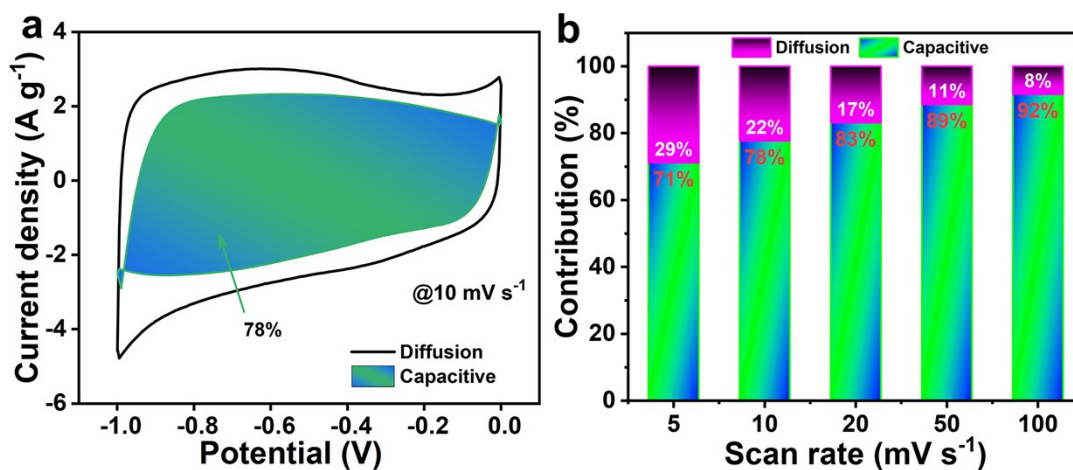 a
Current density (A g⁻¹)
4
2
0
-2
-4
-6
78%
@10 mV s⁻¹
Diffusion
Capacitive
-1.0 -0.8 -0.6 -0.4 -0.2 0.0
Potential (V)
b
Diffusion Capacitive
Contribution (%)
100
80
60
40
20
0
29% 22% 17% 11% 8%
71% 78% 83% 89% 92%
5 10 20 50 100
Scan rate (mV s⁻¹)